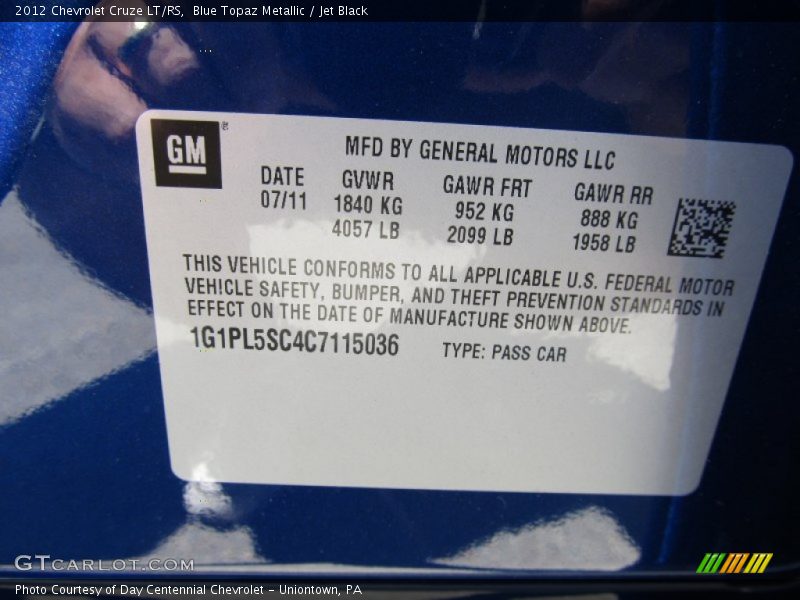 2012 Chevrolet Cruze LT/RS, Blue Topaz Metallic / Jet Black
GM®
MFD BY GENERAL MOTORS LLC
DATE GVWR GAWR FRT GAWR RR
07/11 1840 KG 952 KG 888 KG
4057 LB 2099 LB 1958 LB
THIS VEHICLE CONFORMS TO ALL APPLICABLE U.S. FEDERAL MOTOR
VEHICLE SAFETY, BUMPER, AND THEFT PREVENTION STANDARDS IN
EFFECT ON THE DATE OF MANUFACTURE SHOWN ABOVE.
1G1PL5SC4C7115036 TYPE: PASS CAR
GTCARLOT.COM
Photo Courtesy of Day Centennial Chevrolet - Uniontown, PA